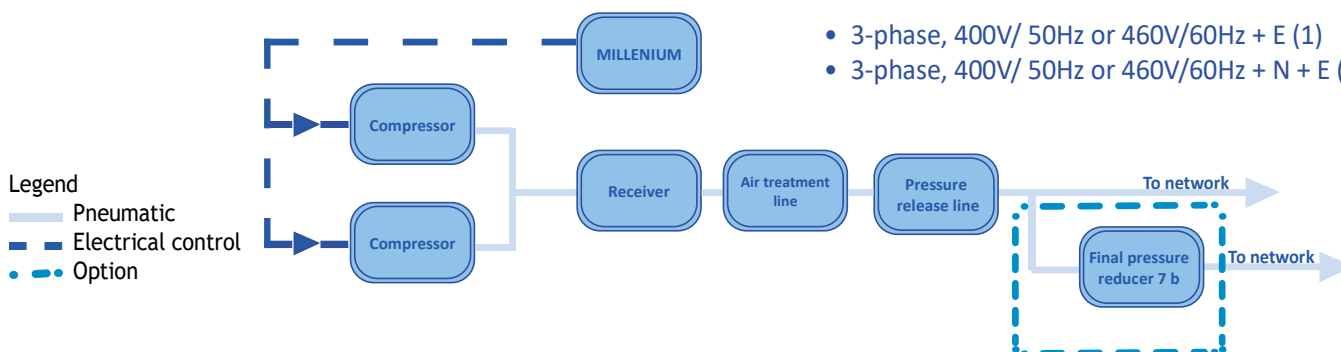 • 3-phase, 400V/ 50Hz or 460V/60Hz + E (1)
• 3-phase, 400V/ 50Hz or 460V/60Hz + N + E (
MILLENIUM
Compressor
Compressor
Receiver
Air treatment
line
Pressure
release line
To network
Final pressure
reducer 7 b
To network
Legend
Pneumatic
Electrical control
Option